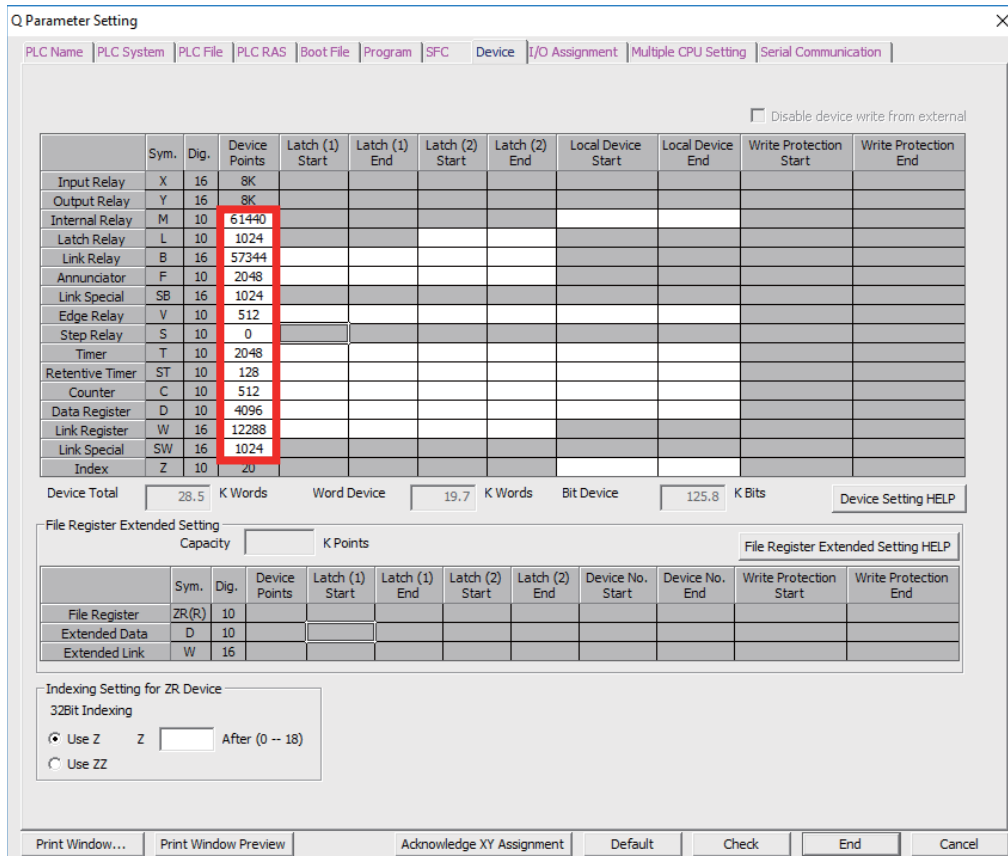 Q Parameter Setting
PLC Name PLC System PLC File PLC RAS Boot File Program SFC Device I/O Assignment Multiple CPU Setting Serial Communication
Disable device write from external
Sym. Dig. Device Points Latch (1) Start Latch (1) End Latch (2) Start Latch (2) End Local Device Start Local Device End Write Protection Start Write Protection End
Input Relay X 16 8K
Output Relay Y 16 8K
Internal Relay M 10 61440
Latch Relay L 10 1024
Link Relay B 16 57344
Annunciator F 10 2048
Link Special SB 16 1024
Edge Relay V 10 512
Step Relay S 10 0
Timer T 10 2048
Retentive Timer ST 10 128
Counter C 10 512
Data Register D 10 4096
Link Register W 16 12288
Link Special SW 16 1024
Index Z 10 20
Device Total 28.5 K Words Word Device 19.7 K Words Bit Device 125.8 K Bits Device Setting HELP
File Register Extended Setting
Capacity K Points File Register Extended Setting HELP
Sym. Dig. Device Points Latch (1) Start Latch (1) End Latch (2) Start Latch (2) End Device No. Start Device No. End Write Protection Start Write Protection End
File Register ZR(R) 10
Extended Data D 10
Extended Link W 16
Indexing Setting for ZR Device
32Bit Indexing
Use Z Z After (0 -- 18)
Use ZZ
Print Window... Print Window Preview Acknowledge XY Assignment Default Check End Cancel